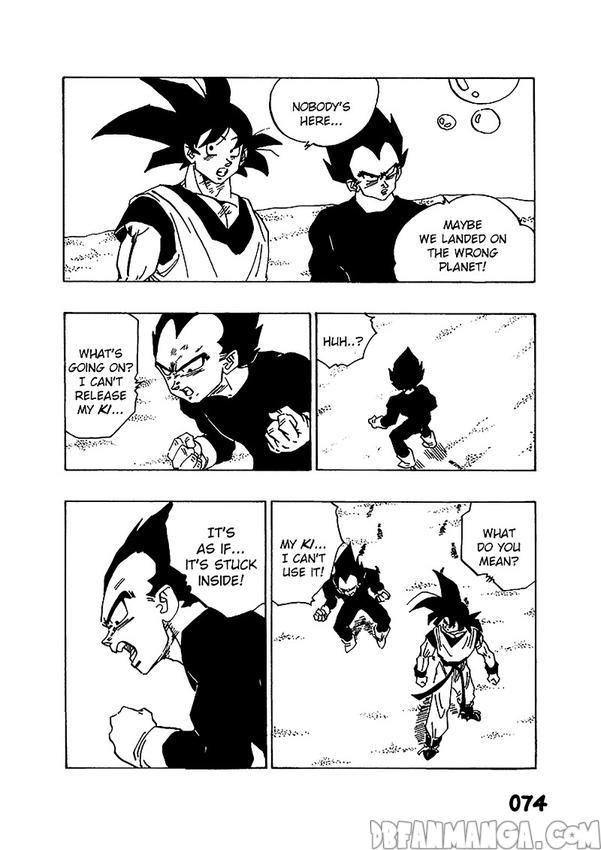 NOBODY'S
HERE...
MAYBE
WE LANDED ON
THE WRONG
PLANET!
HUH..?
WHAT'S
GOING ON?
I CAN'T
RELEASE
MY KI...
WHAT
DO YOU
MEAN?
MY KI...
I CAN'T
USE IT!
IT'S
AS IF...
IT'S STUCK
INSIDE!
074
DBFANMANGA.COM